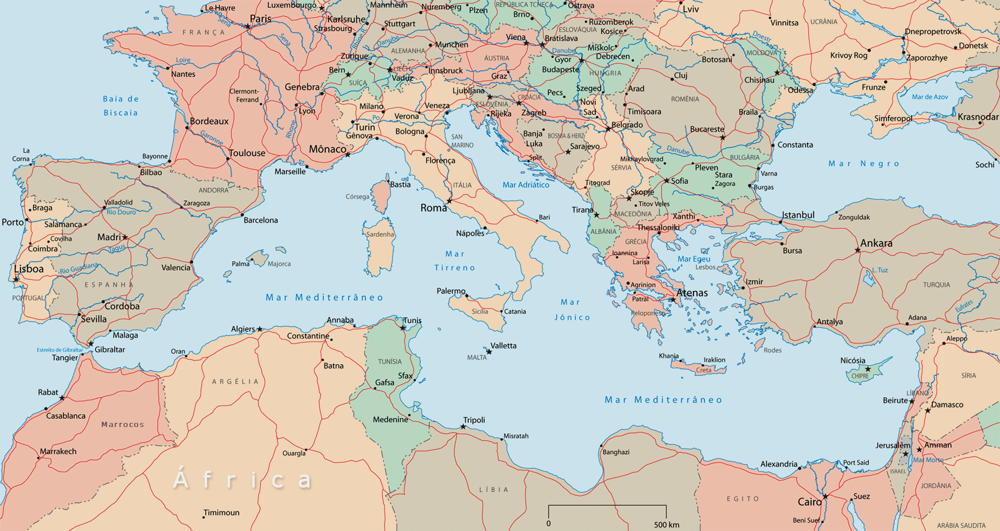 Le Havre
Paris
Sena
FRANÇA
Sena
Luxembourgo
Mannheim
Karlsruhe
Strasbourg
Rhine R.
Stuttgart
Nuremberg
Plzen
REPÚBLICA TCHECA
Brno
Ostrava
Ruzomberok
ESLOVÁQUIA
Kosice
Lviv
Vinnitsa
UCRÂNIA
Dnepropetrovsk
Donetsk
Krivoy Rog
Zaporozhye
Dnestr
Viena
Bratislava
Danube
Munchen
ALEMANHA
Zurique
Miskolc
Debrecen
Danube
Gyor
Budapeste
HUNGRIA
ÁUSTRIA
Graz
Innsbruck
LIECH.
Vaduz
Bern
SUÍÇA
Genebra
Loire
Nantes
Botosani
MOLDOVA
Chisinau
Odessa
Frunze
Mar de Azov
Cluj
ROMÊNIA
Arad
Szeged
Pecs
Timisoara
Braila
Simferopol
Krasnodar
Baía de
Biscaia
Clermont-
Ferrand
Lyon
Ljubljana
ESLOVÊNIA
CROÁCIA
Zagreb
Rijeka
Novi
Sad
Belgrado
Milano
Verona
Veneza
Po
Turin
Gênova
Bologna
Bordeaux
Garonne
Rhone
Toulouse
Mônaco
Marseille
SAN
MARINO
Florença
Banja
Luka
BOSNIA & HERZ.
Sarajevo
Split
Bucareste
Constanta
Danube
BULGÁRIA
Mikhaylovgrad
Pleven
Varna
Stara
Zagora
Burgas
Sofia
SÉRVIA
Mar Negro
Sochi
La
Corna
Bayonne
Bilbao
ANDORRA
Bastia
Córsega
ITÁLIA
Mar Adriático
Titograd
Skopje
Titov Veles
MACEDÔNIA
Tirana
ALBÂNIA
Xanthi
Thessaloniki
Istanbul
Zonguldak
Roma
Bari
Nápoles
Braga
Porto
Valladolid
Rio Douro
Zaragoza
Barcelona
Salamanca
Covilha
Coimbra
Madri
Tagus
Sardenha
Palma
Majorca
Valencia
Lisboa
Rio Guadiana
ESPANHA
PORTUGAL
Cordoba
Sevilla
Malaga
Gibraltar
Estreito de Gibraltar
Tangier
Mar
Tirreno
Mar Mediterrâneo
GRÉCIA
Ioannina
Larisa
Mar Egeu
Lesbos
Agrinion
Patrai
Atenas
Peloponeso
Bursa
Ankara
Izmir
L. Tuz
TURQUIA
Eufrates
Adana
Antalya
Palermo
Sicília
Catania
Mar
Jônico
Algiers
Annaba
Tunis
Constantine
Oran
Batna
TUNÍSIA
Sfax
Gafsa
ARGÉLIA
Valletta
MALTA
Khania
Iraklion
Creta
Rodes
Aleppo
Nicósia
CHIPRE
SÍRIA
Rabat
Casablanca
Marrocos
Marrakech
Medenine
Tripoli
Misratah
Mar Mediterrâneo
LÍBANO
Beirute
Damasco
Jerusalém
Amman
Mar Morto
ISRAEL
JORDÂNIA
Ouargla
África
Timimoun
LÍBIA
Banghazi
Alexandria
Port Said
EGITO
Cairo
Suez
Beni Suef
ARÁBIA SAUDITA
0
500 km